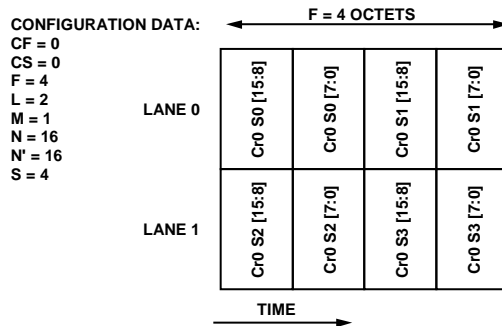 CONFIGURATION DATA:
CF = 0
CS = 0
F = 4
L = 2
M = 1
N = 16
N' = 16
S = 4
F = 4 OCTETS
LANE 0
Cr0 S0 [15:8]
Cr0 S0 [7:0]
Cr0 S1 [15:8]
Cr0 S1 [7:0]
LANE 1
Cr0 S2 [15:8]
Cr0 S2 [7:0]
Cr0 S3 [15:8]
Cr0 S3 [7:0]
TIME